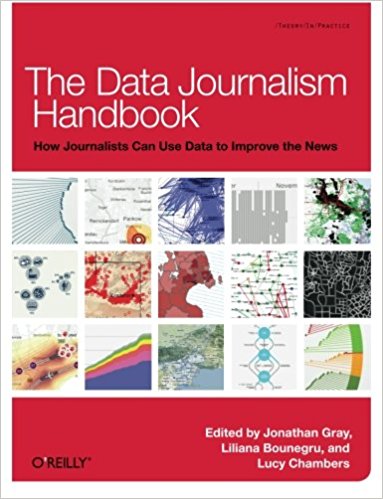 /THEORY/IN/PRACTICE
The Data Journalism
Handbook
How Journalists Can Use Data to Improve the News
Novem
Edited by Jonathan Gray,
Liliana Bounegru, and
Lucy Chambers
O'REILLY®